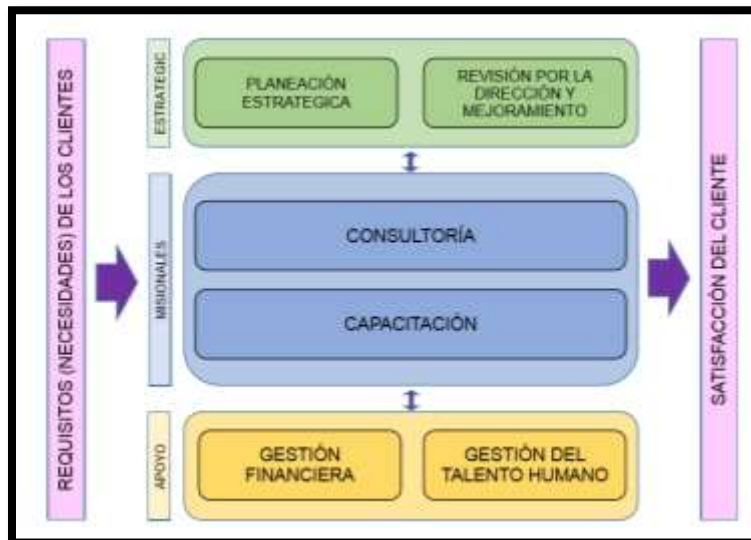 REQUISITOS (NECESIDADES) DE LOS CLIENTES
ESTRATEGIC
PLANEACIÓN
ESTRATEGICA
REVISIÓN POR LA
DIRECCIÓN Y
MEJORAMIENTO
MISIONALES
CONSULTORÍA
CAPACITACIÓN
APOYO
GESTIÓN
FINANCIERA
GESTIÓN DEL
TALENTO HUMANO
SATISFACCIÓN DEL CLIENTE